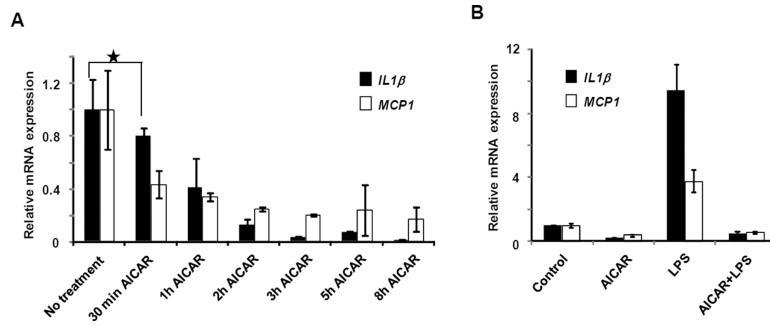 A
Relative mRNA expression
1.2
0.8
0.4
0
IL1β
MCP1
No treatment
30 min AICAR
1h AICAR
2h AICAR
3h AICAR
5h AICAR
8h AICAR
B
Relative mRNA expression
12
8
4
0
IL1β
MCP1
Control
AICAR
LPS
AICAR+LPS